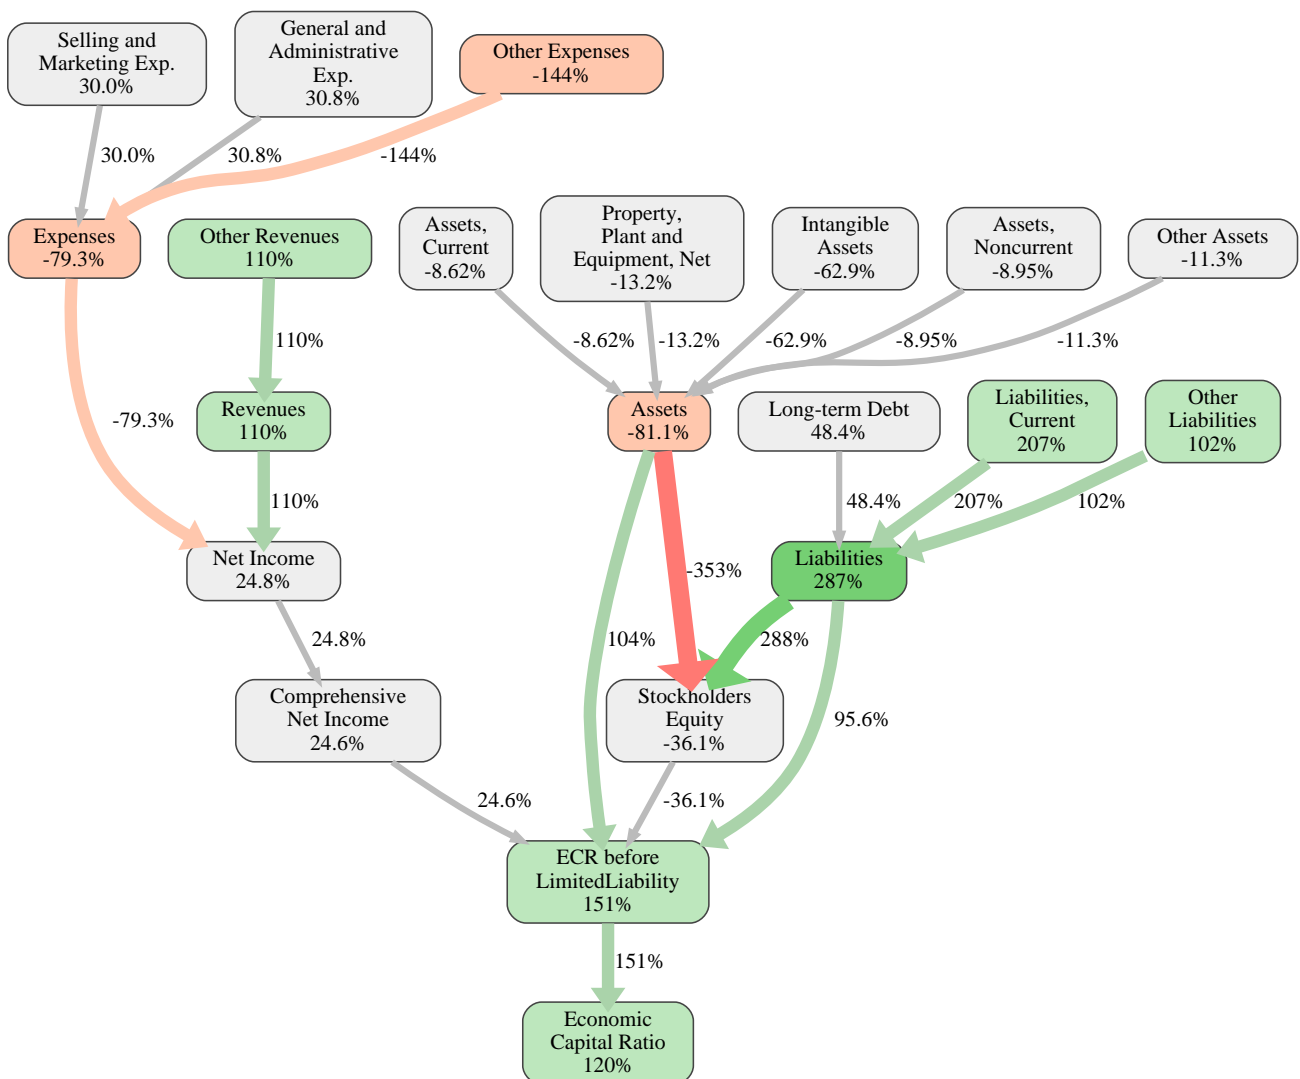 Selling and
Marketing Exp.
30.0%
General and
Administrative
Exp.
30.8%
Other Expenses
-144%
30.0%
30.8%
-144%
Expenses
-79.3%
Other Revenues
110%
Assets,
Current
-8.62%
Property,
Plant and
Equipment, Net
-13.2%
Intangible
Assets
-62.9%
Assets,
Noncurrent
-8.95%
Other Assets
-11.3%
110%
-8.62%
-13.2%
-62.9%
-8.95%
-11.3%
-79.3%
Revenues
110%
Assets
-81.1%
Long-term Debt
48.4%
Liabilities,
Current
207%
Other
Liabilities
102%
110%
48.4%
207%
102%
Net Income
24.8%
-353%
Liabilities
287%
24.8%
104%
288%
Comprehensive
Net Income
24.6%
Stockholders
Equity
-36.1%
95.6%
24.6%
-36.1%
ECR before
LimitedLiability
151%
151%
Economic
Capital Ratio
120%